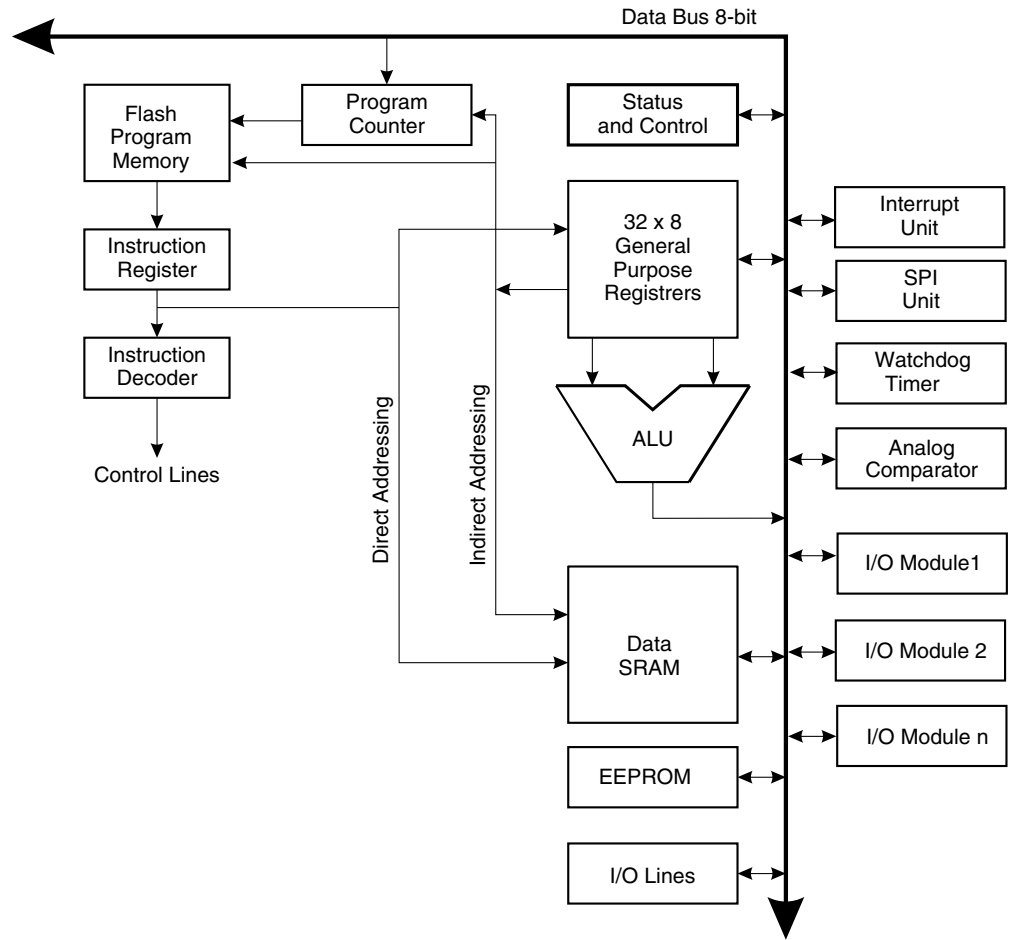 Data Bus 8-bit
Flash
Program
Memory
Program
Counter
Status
and Control
Interrupt
Unit
32 x 8
General
Purpose
Registrers
Instruction
Register
SPI
Unit
Instruction
Decoder
Watchdog
Timer
Control Lines
Direct Addressing
Indirect Addressing
ALU
Analog
Comparator
I/O Module1
Data
SRAM
I/O Module 2
I/O Module n
EEPROM
I/O Lines